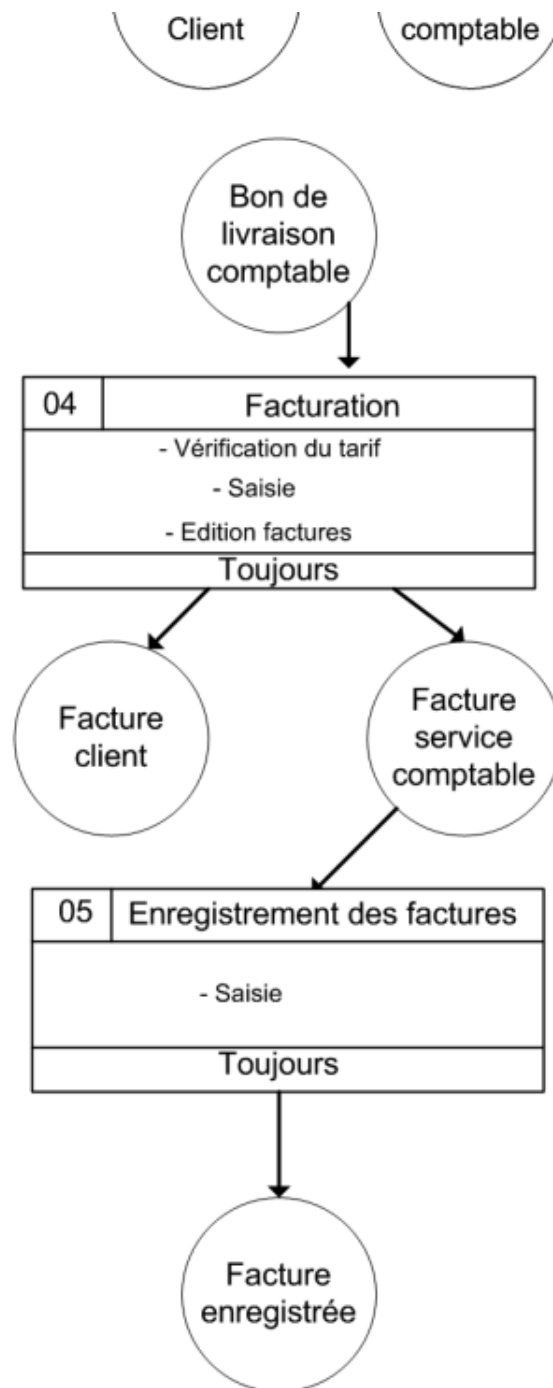 Client
comptable
Bon de
livraison
comptable
04
Facturation
- Vérification du tarif
- Saisie
- Edition factures
Toujours
Facture
client
Facture
service
comptable
05
Enregistrement des factures
- Saisie
Toujours
Facture
enregistrée